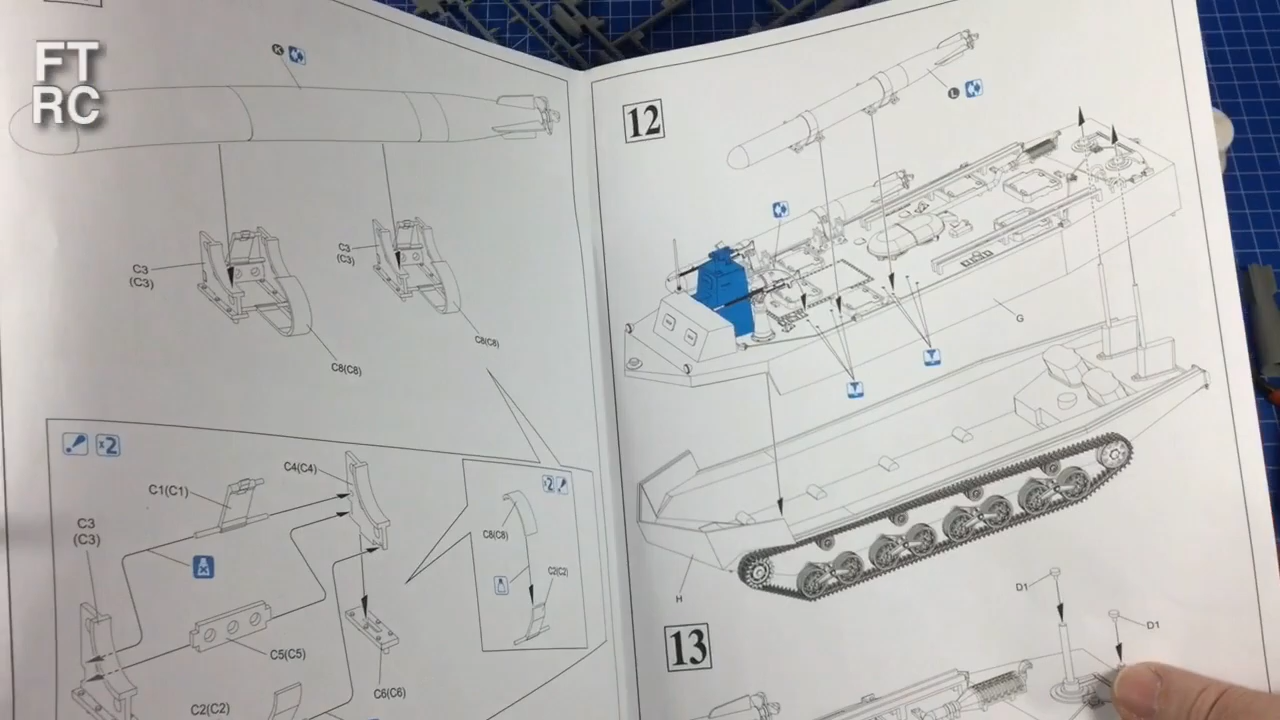 FT
RC
K
C3
(C3)
C3
(C3)
C8(C8)
C8(C8)
x2
C4(C4)
C1(C1)
C3
(C3)
C5(C5)
C6(C6)
C2(C2)
x2
C8(C8)
C2(C2)
12
L
G
H
13
D1
D1